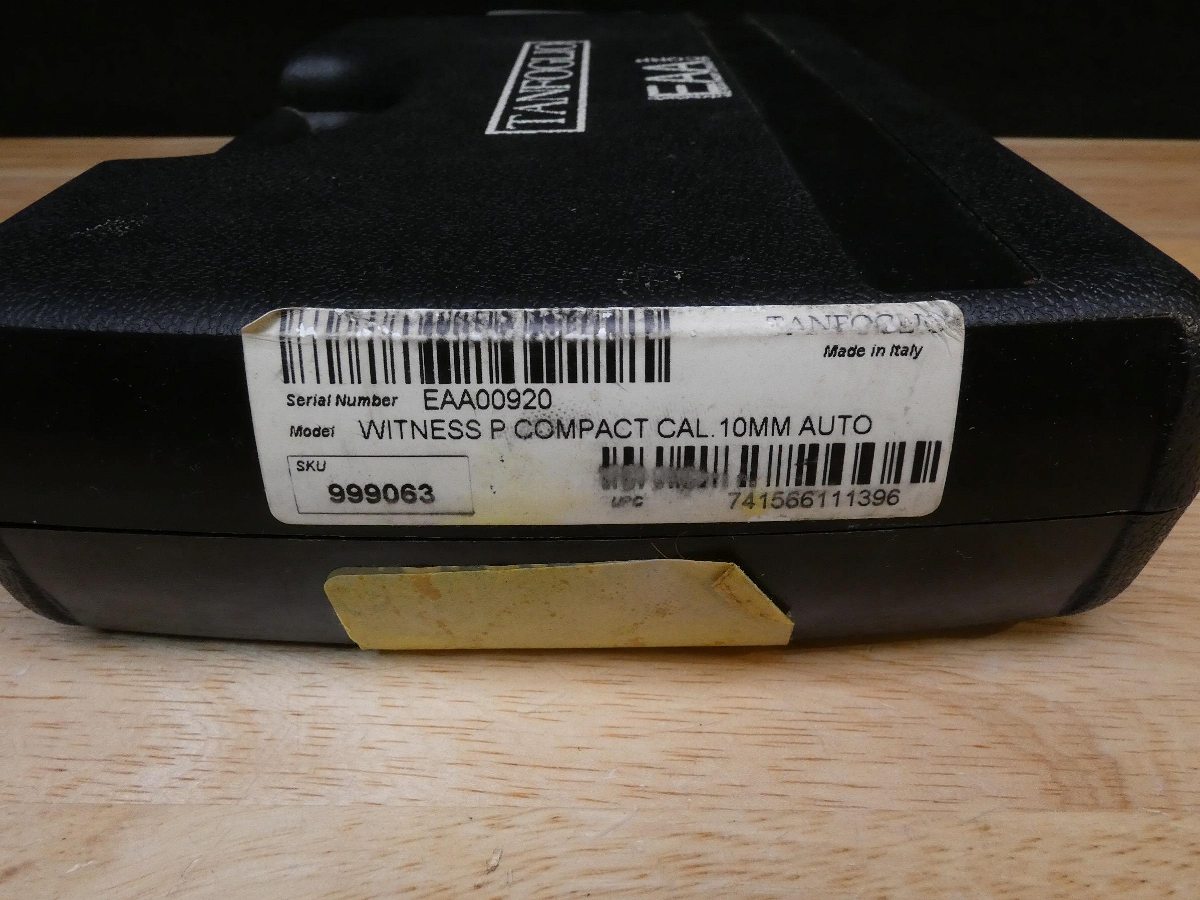 TANFOGLIO
EAA
CORP
TANFOGLIO
Made in Italy
Serial Number EAA00920
Model WITNESS P COMPACT CAL.10MM AUTO
SKU
999063
UPC 741566111396